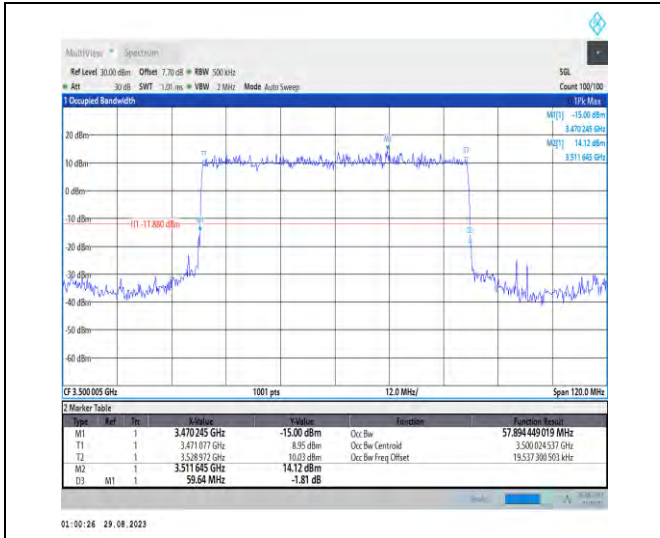 MultiView Spectrum
Ref Level 30.00 dBm Offset 7.70 dB RBW 500 kHz SGL
Att 30 dB SWT 1.01 ms VBW 2 MHz Mode Auto Sweep Count 100/100
1 Occupied Bandwidth 1Pk Max
M1[1] -15.00 dBm
3.470 245 GHz
M2[1] 14.12 dBm
3.511 645 GHz
20 dBm
10 dBm
0 dBm
-10 dBm
H1 -11.880 dBm
-20 dBm
-30 dBm
-40 dBm
-50 dBm
-60 dBm
CF 3.500 005 GHz 1001 pts 12.0 MHz/ Span 120.0 MHz
2 Marker Table
Type Ref Trc X-Value Y-Value Function Function Result
M1 1 3.470 245 GHz -15.00 dBm Occ Bw 57.894 449 019 MHz
T1 1 3.471 077 GHz 8.95 dBm Occ Bw Centroid 3.500 024 537 GHz
T2 1 3.528 972 GHz 10.03 dBm Occ Bw Freq Offset 19.537 300 503 kHz
M2 1 3.511 645 GHz 14.12 dBm
D3 M1 1 59.64 MHz -1.81 dB
01:00:26 29.08.2023